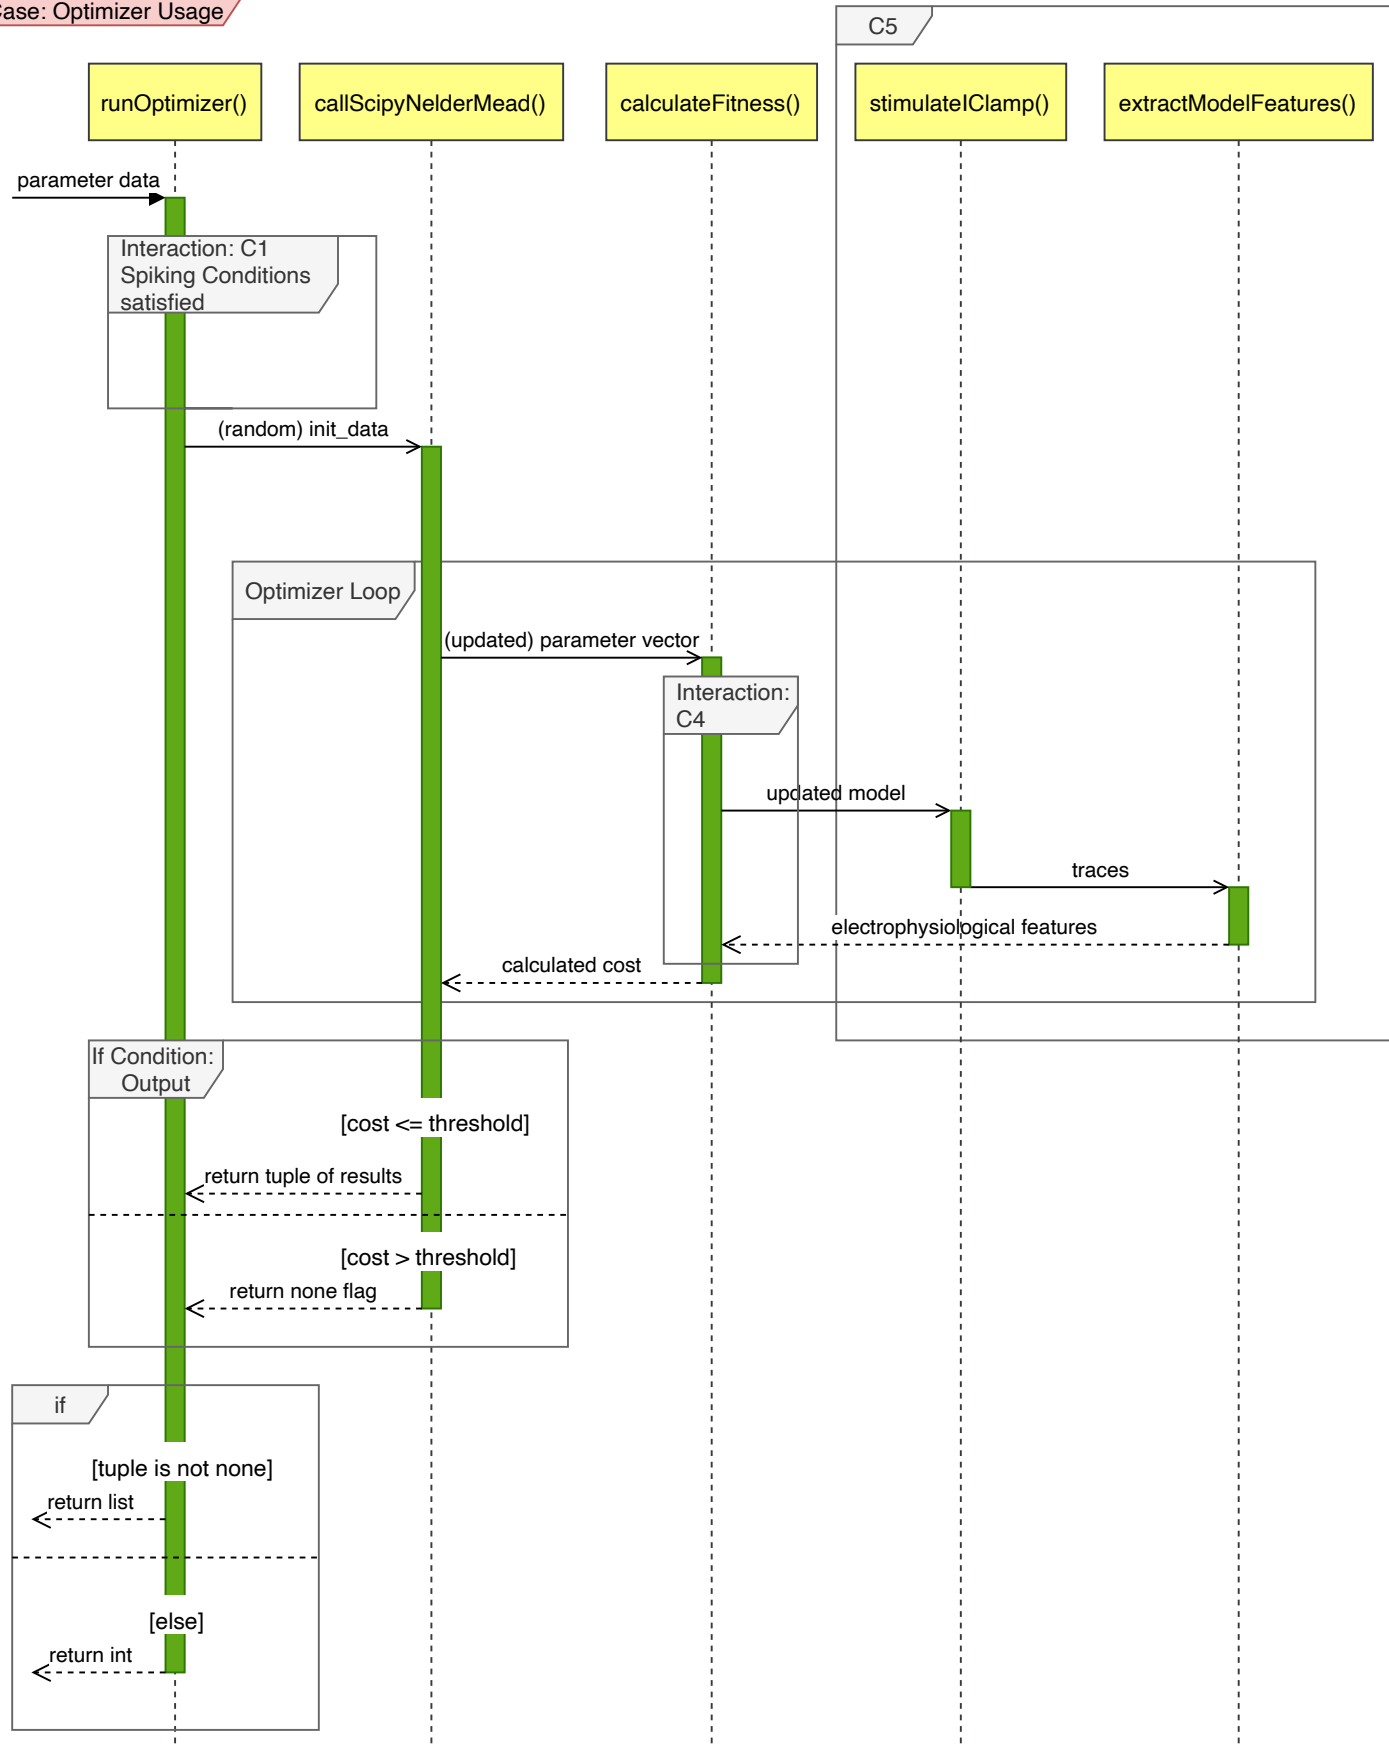 Case: Optimizer Usage
C5
runOptimizer()
callScipyNelderMead()
calculateFitness()
stimulateIClamp()
extractModelFeatures()
parameter data
Interaction: C1
Spiking Conditions
satisfied
(random) init_data
Optimizer Loop
(updated) parameter vector
Interaction:
C4
updated model
traces
electrophysiological features
calculated cost
If Condition:
Output
[cost <= threshold]
return tuple of results
[cost > threshold]
return none flag
if
[tuple is not none]
return list
[else]
return int